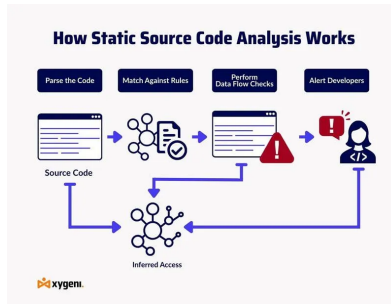 How Static Source Code Analysis Works
Parse the Code
Match Against Rules
Perform
Data Flow Checks
Alert Developers
Source Code
Inferred Access
xygeni.